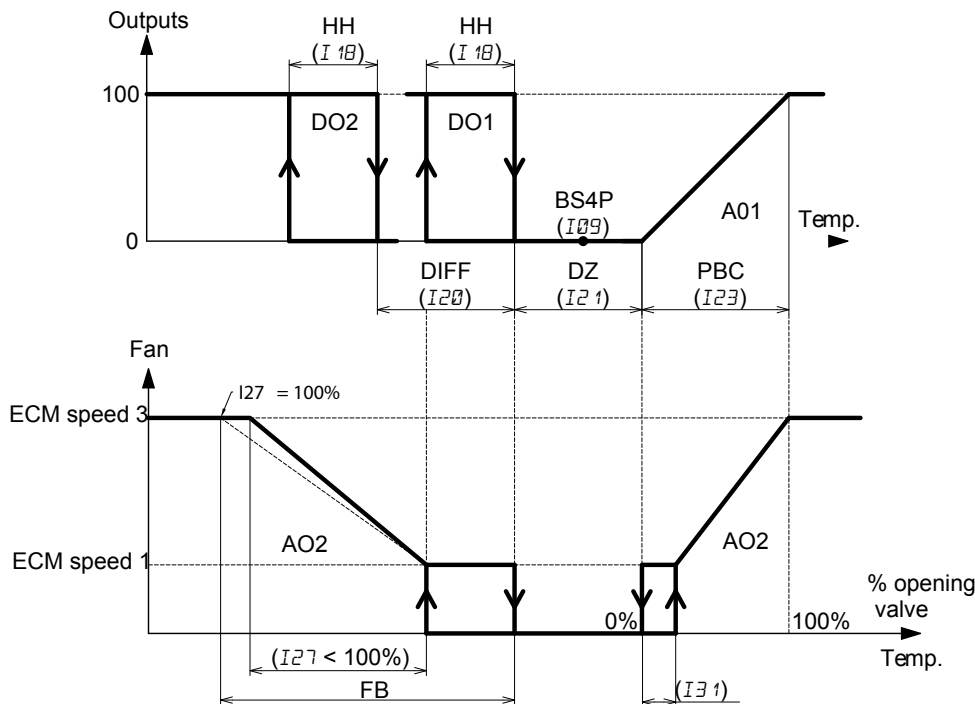 Outputs
HH
(I18)
HH
(I18)
100
DO2
DO1
BS4P
(I09)
A01
Temp.
0
DIFF
(I20)
DZ
(I21)
PBC
(I23)
Fan
I27 = 100%
ECM speed 3
AO2
ECM speed 1
AO2
% opening
valve
0%
100%
Temp.
(I27 < 100%)
(I31)
FB